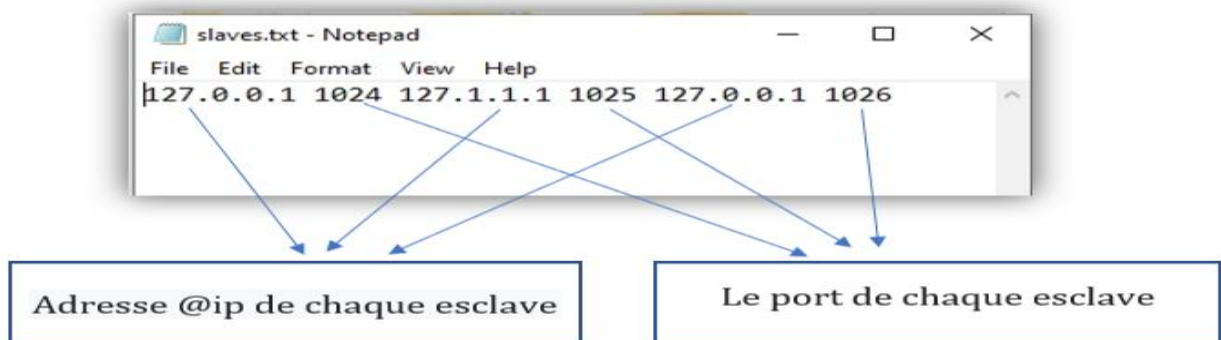 slaves.txt - Notepad
File Edit Format View Help
127.0.0.1 1024 127.1.1.1 1025 127.0.0.1 1026
Adresse @ip de chaque esclave
Le port de chaque esclave